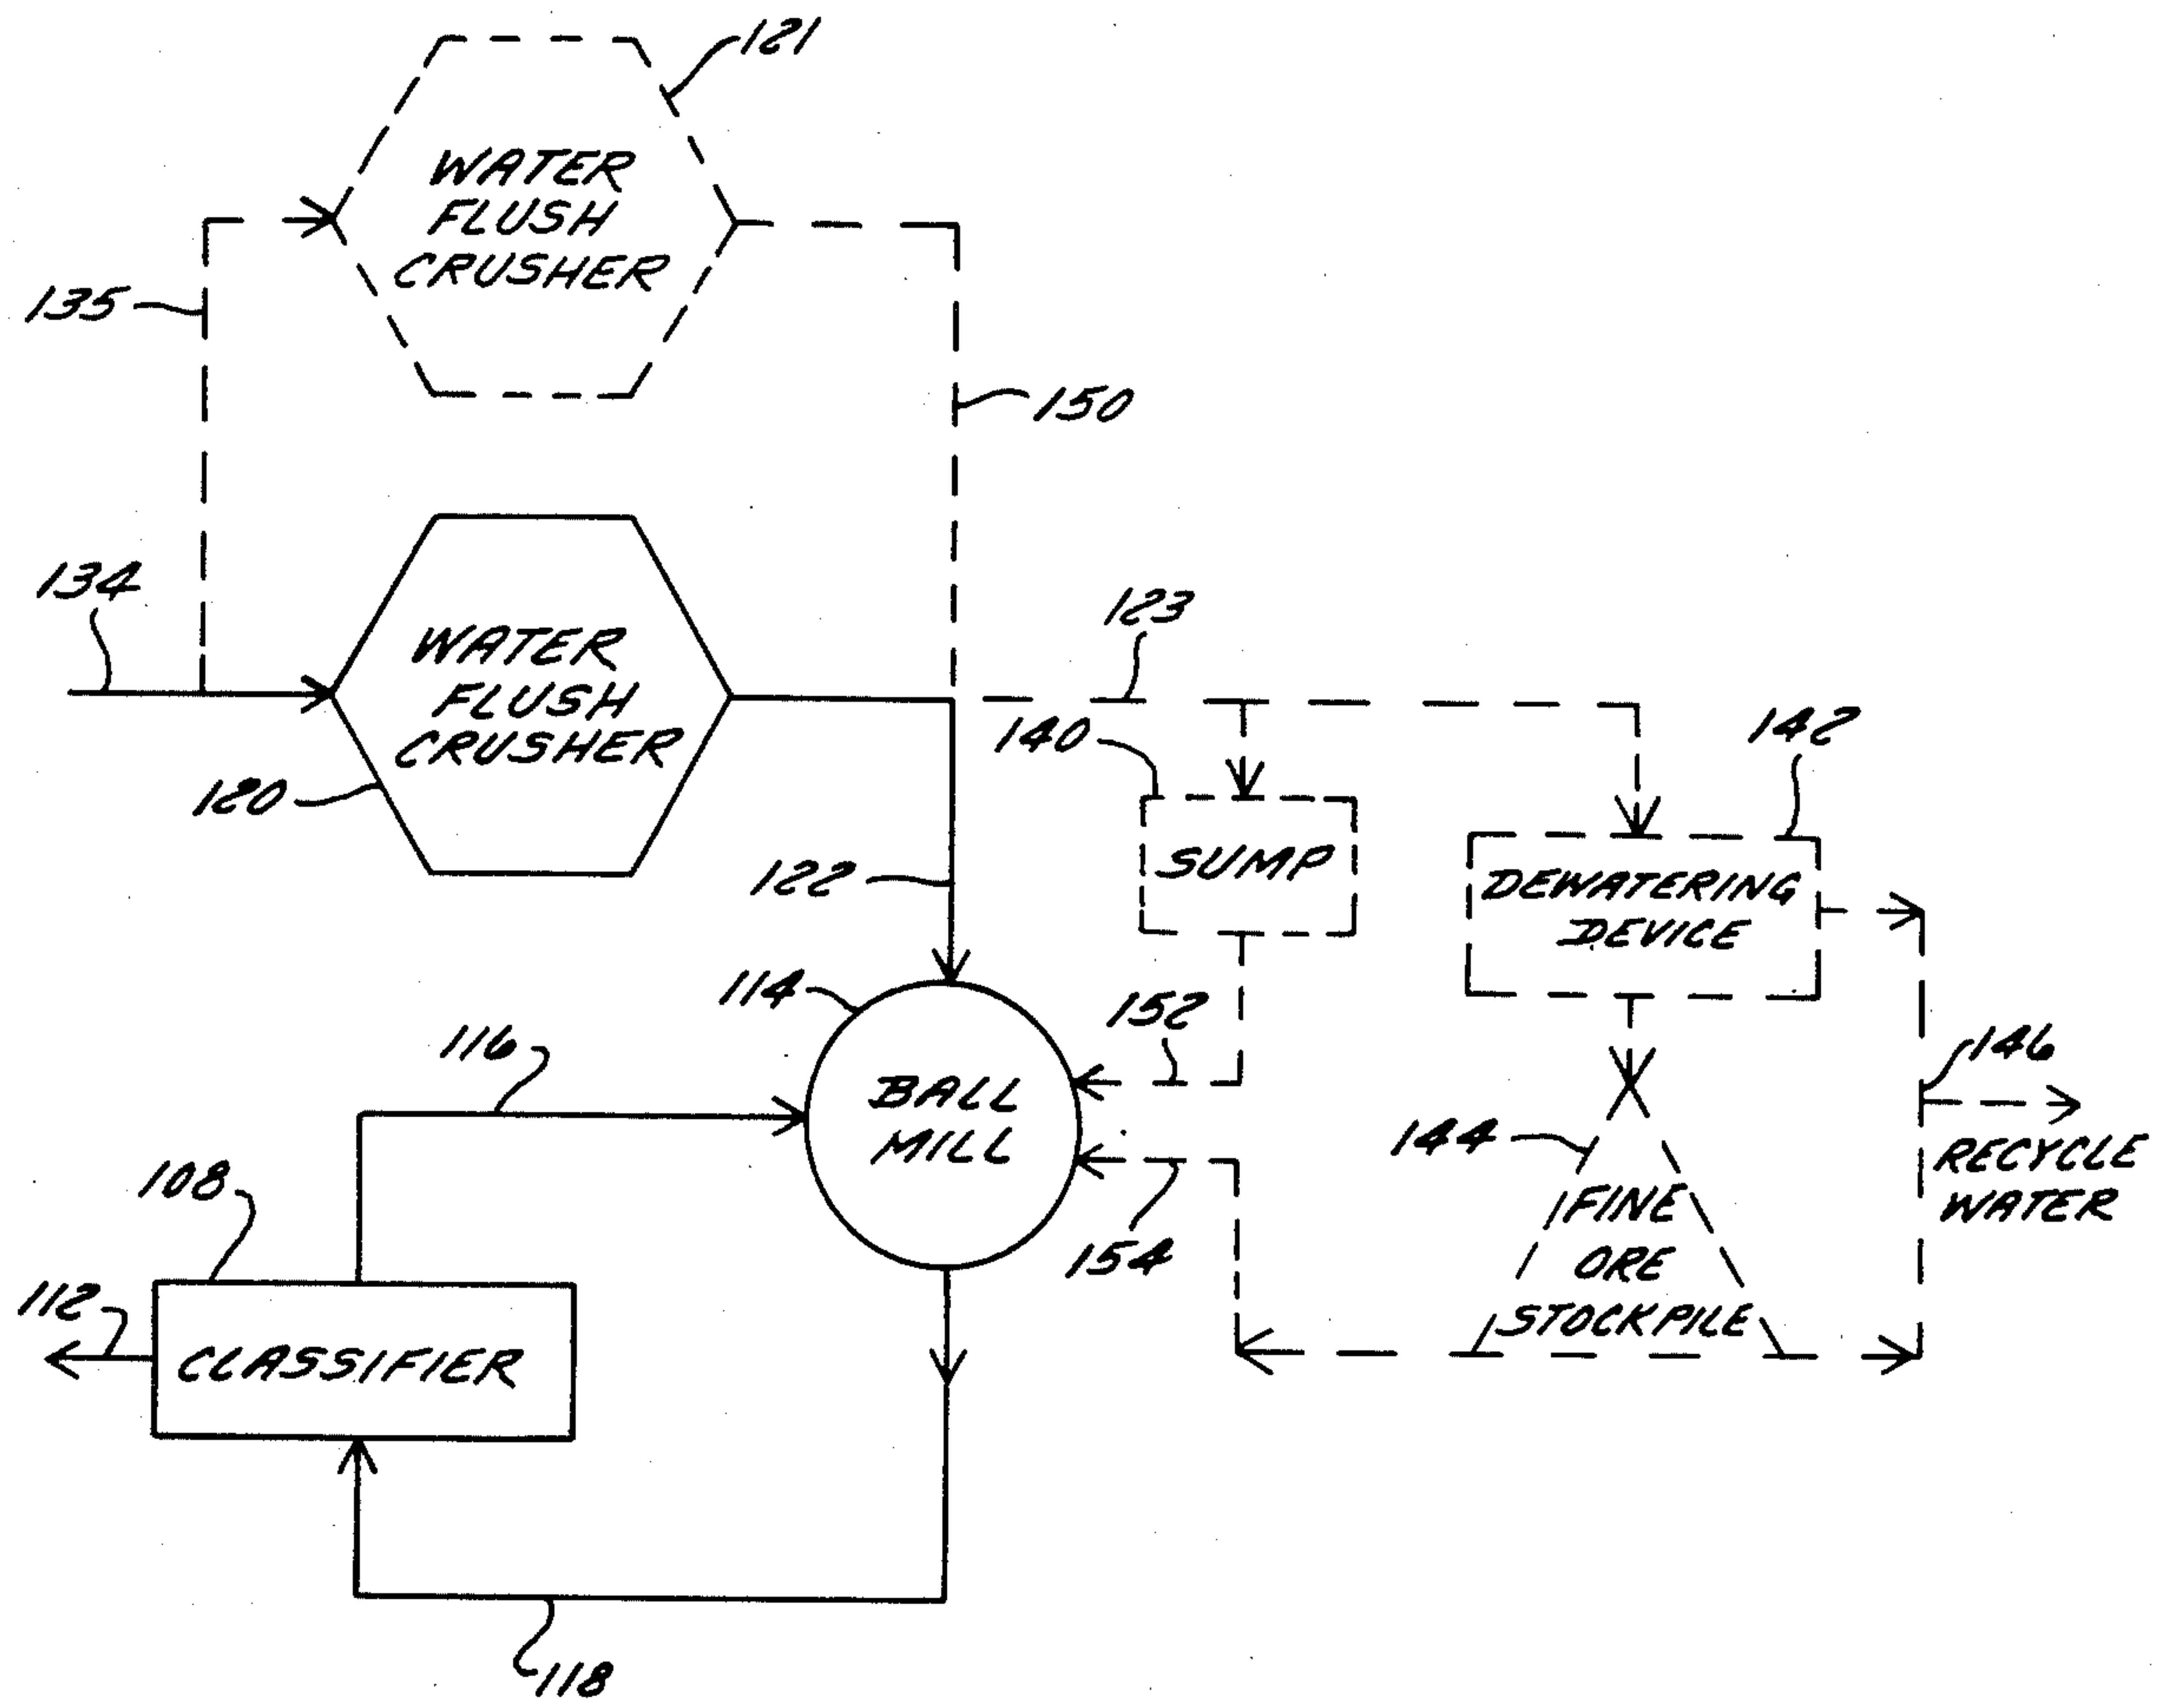 121
WATER
FLUSH
CRUSHER
135
150
134
123
WATER
FLUSH
CRUSHER
140
142
120
122
SUMP
DEWATERING
DEVICE
114
152
116
146
BALL
MILL
144
RECYCLE
WATER
108
FINE
ORE
STOCKPILE
154
112
CLASSIFIER
118